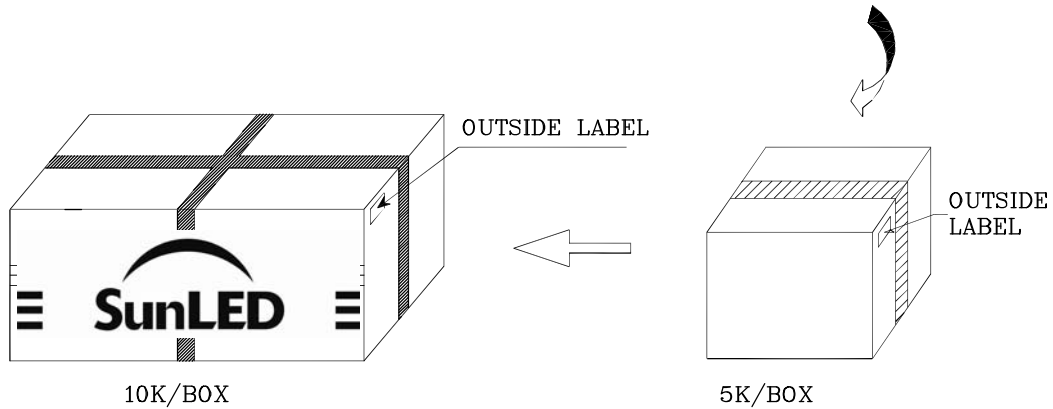 OUTSIDE LABEL
SunLED
10K/BOX
OUTSIDE
LABEL
5K/BOX